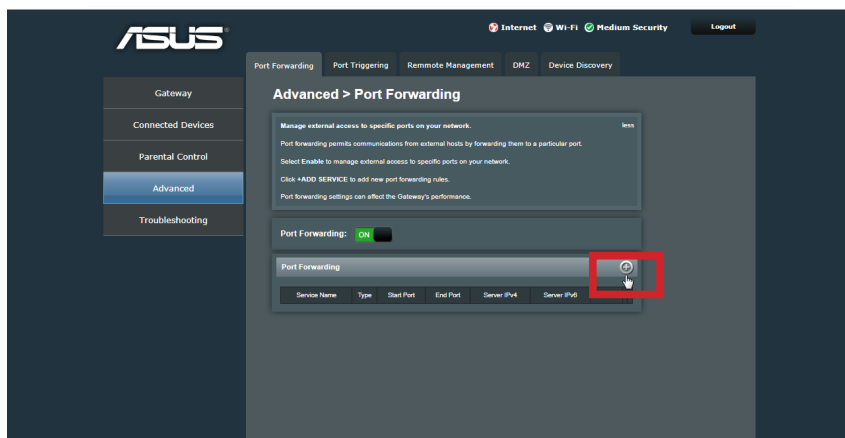 ASUS
Internet Wi-Fi Medium Security
Logout
Port Forwarding Port Triggering Remmote Management DMZ Device Discovery
Gateway
Connected Devices
Parental Control
Advanced
Troubleshooting
Advanced > Port Forwarding
Manage external access to specific ports on your network. less
Port forwarding permits communications from external hosts by forwarding them to a particular port.
Select Enable to manage external access to specific ports on your network.
Click +ADD SERVICE to add new port forwarding rules.
Port forwarding settings can affect the Gateway's performance.
Port Forwarding: ON
Port Forwarding
Service Name Type Start Port End Port Server IPv4 Server IPv6